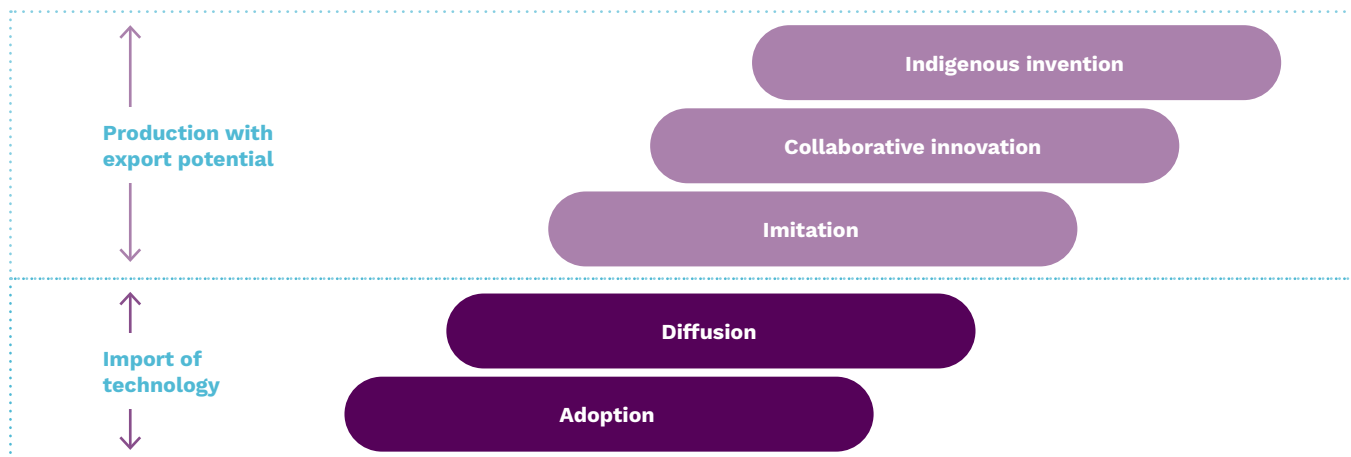 Indigenous invention
Collaborative innovation
Production with
export potential
Imitation
Diffusion
Import of
technology
Adoption